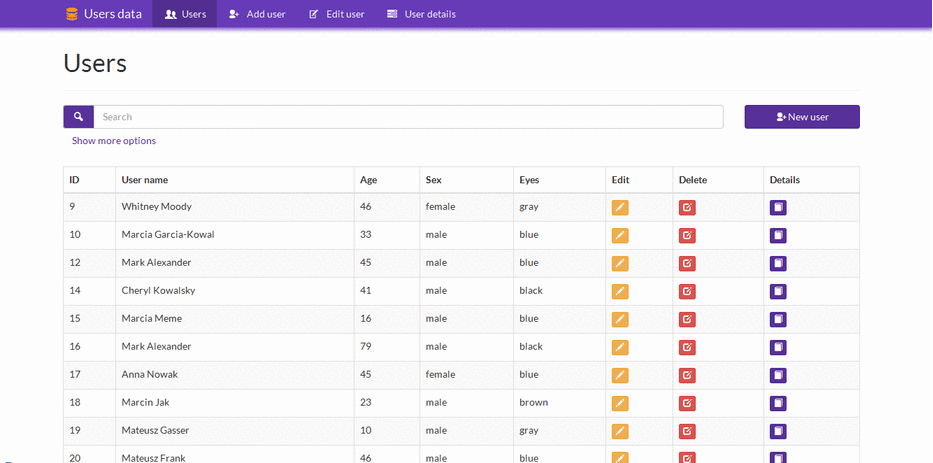 Users data Users Add user Edit user User details
Users
Search New user
Show more options
ID User name Age Sex Eyes Edit Delete Details
9 Whitney Moody 46 female gray
10 Marcia Garcia-Kowal 33 male blue
12 Mark Alexander 45 male blue
14 Cheryl Kowalsky 41 male black
15 Marcia Meme 16 male blue
16 Mark Alexander 79 male black
17 Anna Nowak 45 female blue
18 Marcin Jak 23 male brown
19 Mateusz Gasser 10 male gray
20 Mateusz Frank 46 male blue